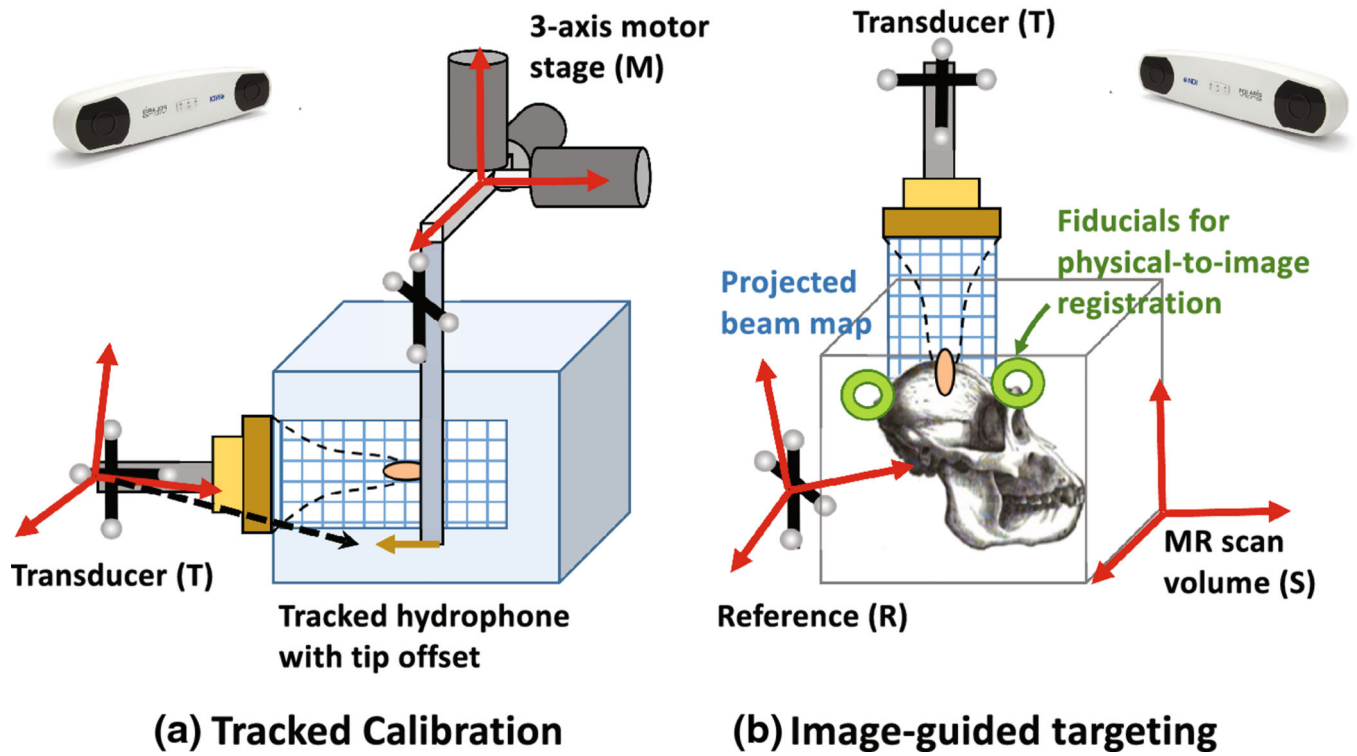 3-axis motor
stage (M)
Transducer (T)
Tracked hydrophone
with tip offset
(a) Tracked Calibration
Transducer (T)
NDI
Fiducials for
physical-to-image
registration
Projected
beam map
MR scan
volume (S)
Reference (R)
(b) Image-guided targeting